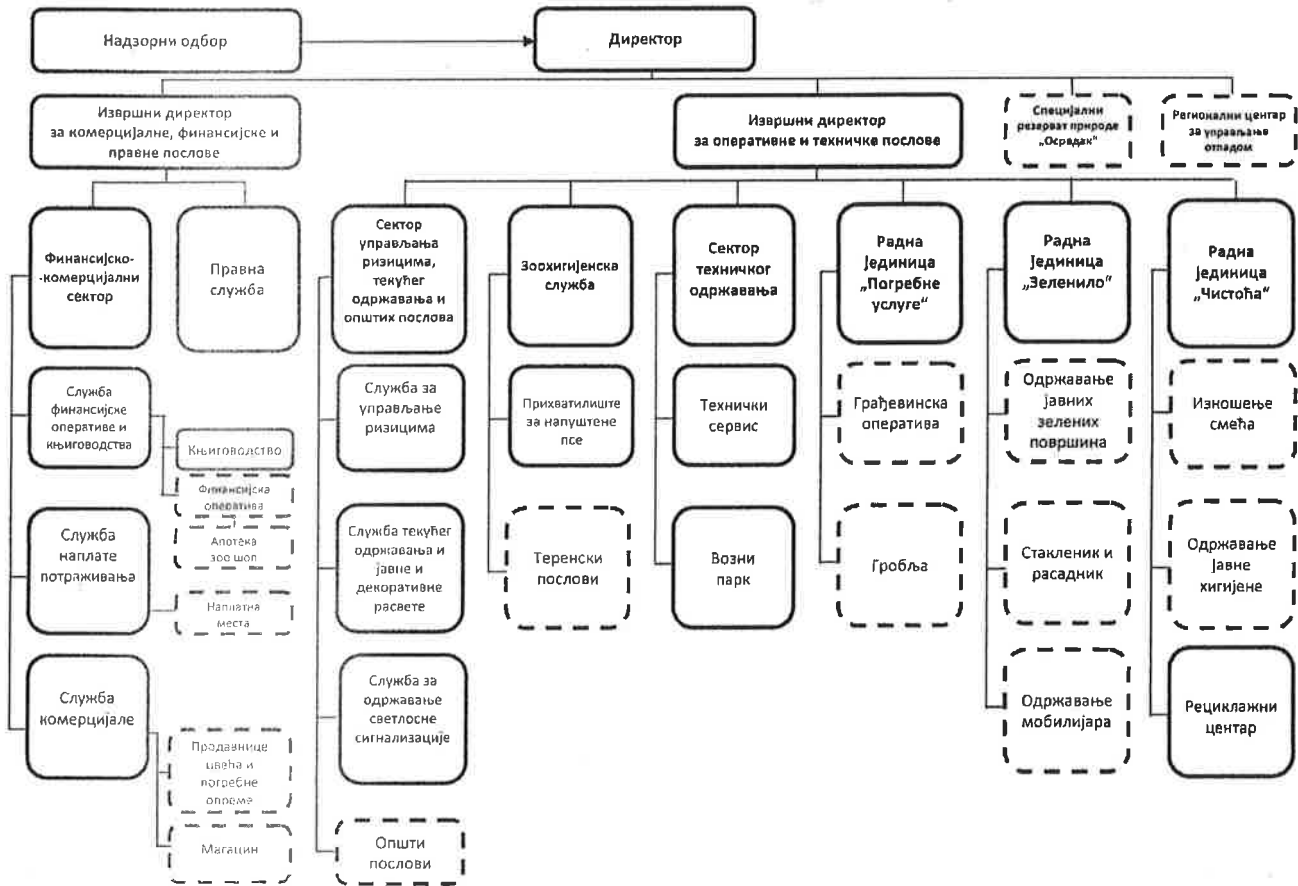 Надзорни одбор
Директор
Извршни директор
за комерцијалне, финансијске и
правне послове
Извршни директор
за оперативне и техничке послове
Специјални
резерват природе
„Осредак“
Регионални центар
за управљање
отпадом
Финансијско-
-комерцијални
сектор
Правна
служба
Сектор
управљања
ризицима,
текућег
одржавања и
општих послова
Зоохигијенска
служба
Сектор
техничког
одржавања
Радна
јединица
„Погребне
услуге“
Радна
јединица
„Зеленило“
Радна
јединица
„Чистоћа“
Служба
финансијске
оперативе и
књиговодства
Књиговодство
Финансијска
оператива
Апотека
зоо шоп
Служба
наплате
потраживања
Наплатна
места
Служба
комерцијале
Продавнице
цвећа и
погребне
опреме
Магацин
Служба за
управљање
ризицима
Служба текућег
одржавања и
јавне и
декоративне
расвете
Служба за
одржавање
светлосне
сигнализације
Општи
послови
Прихватилиште
за напуштене
псе
Теренски
послови
Технички
сервис
Возни
парк
Грађевинска
оператива
Гробља
Одржавање
јавних
зелених
површина
Стакленик и
расадник
Одржавање
мобилијара
Изношење
смећа
Одржавање
јавне
хигијене
Рециклажни
центар